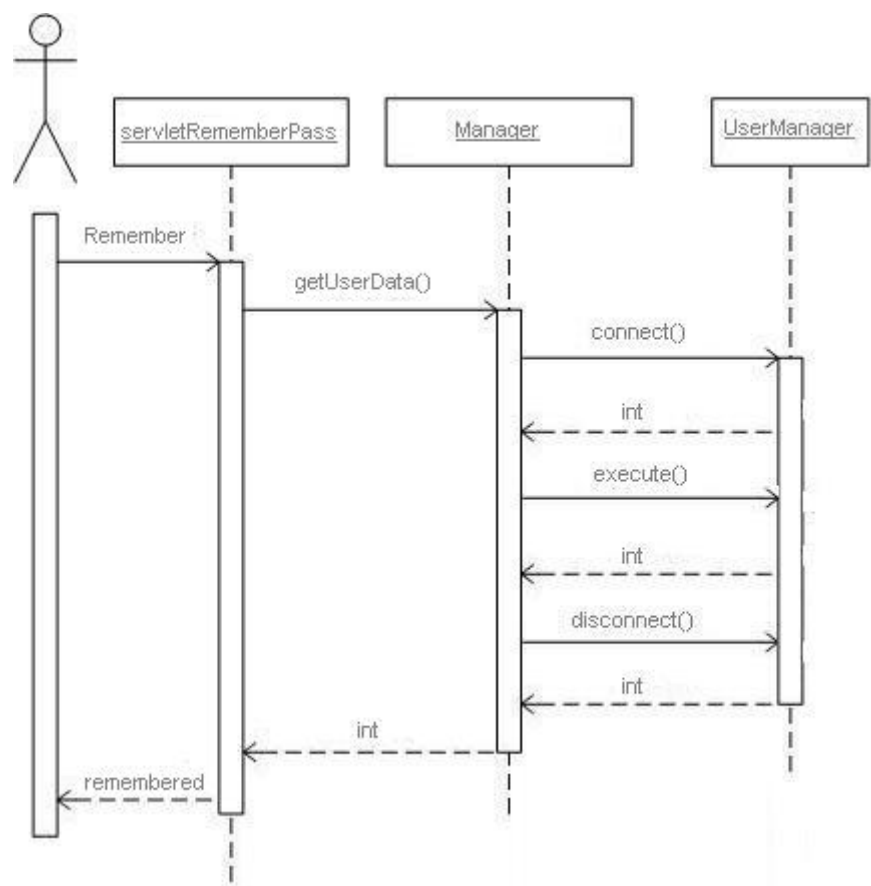 servletRememberPass
Manager
UserManager
Remember
getUserData()
connect()
int
execute()
int
disconnect()
int
int
remembered